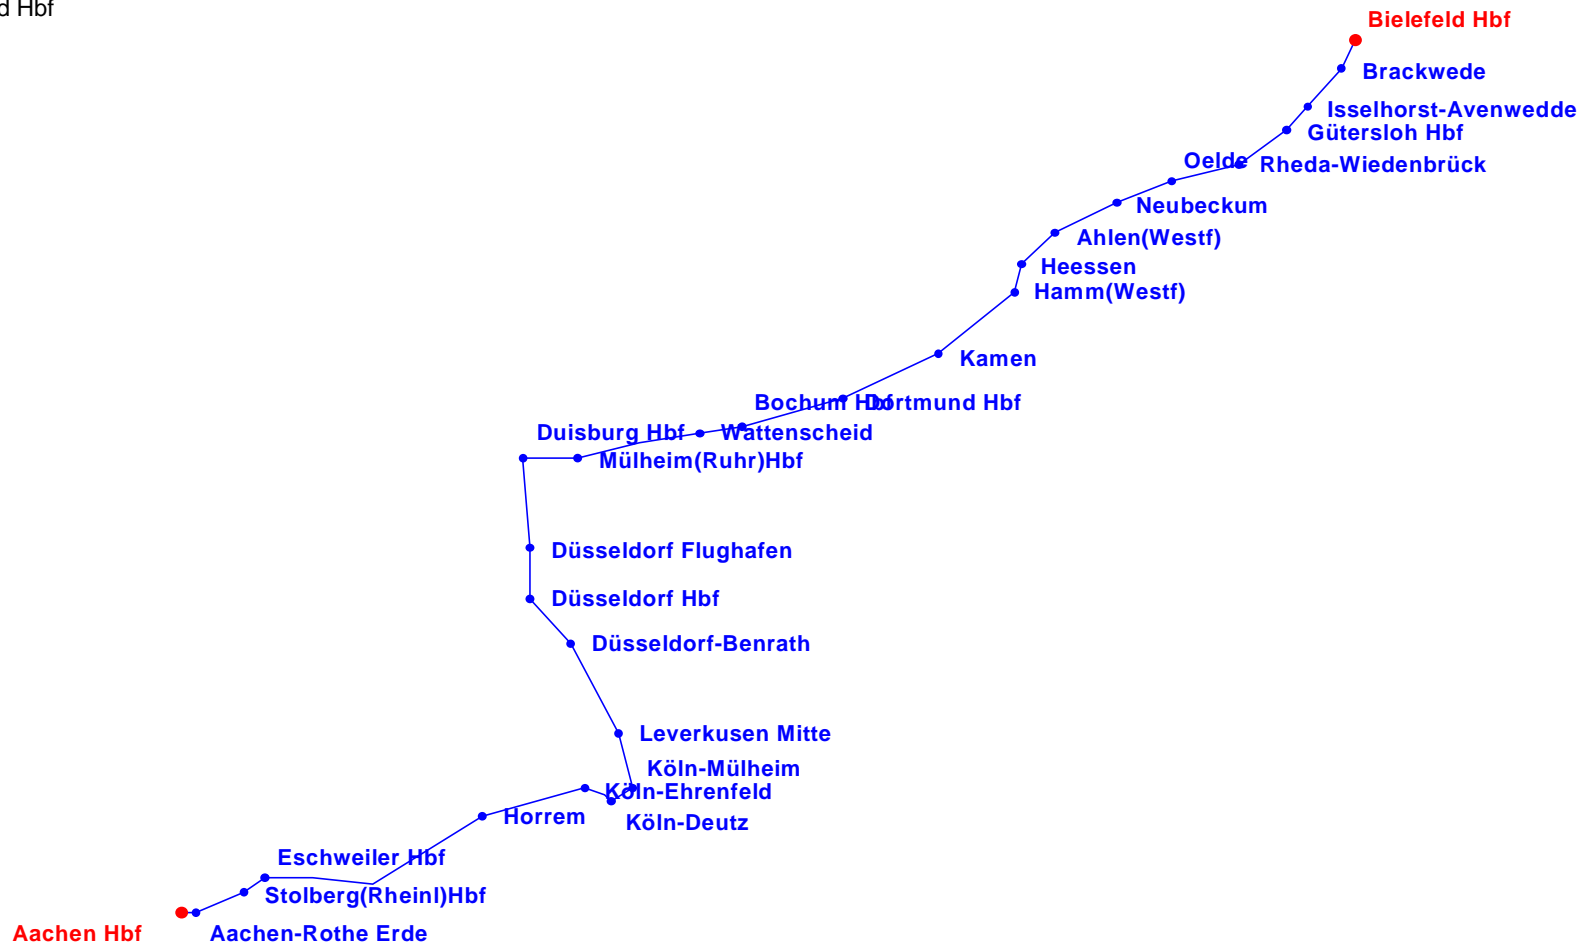 d Hbf
Bielefeld Hbf
Brackwede
Isselhorst-Avenwedde
Gütersloh Hbf
Oelde
Rheda-Wiedenbrück
Neubeckum
Ahlen(Westf)
Heessen
Hamm(Westf)
Kamen
Bochum Hbf
Dortmund Hbf
Duisburg Hbf
Wattenscheid
Mülheim(Ruhr)Hbf
Düsseldorf Flughafen
Düsseldorf Hbf
Düsseldorf-Benrath
Leverkusen Mitte
Köln-Mülheim
Köln-Ehrenfeld
Horrem
Köln-Deutz
Eschweiler Hbf
Stolberg(Rheinl)Hbf
Aachen Hbf
Aachen-Rothe Erde